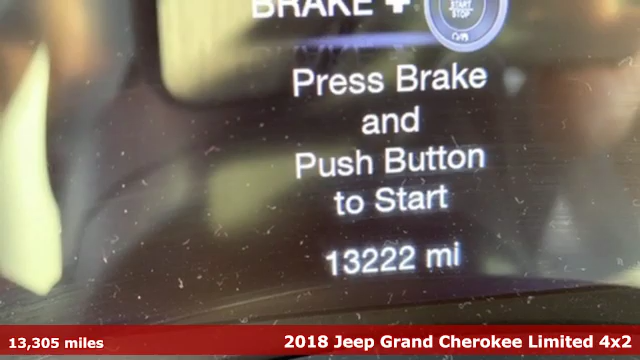 BRAKE +
START
STOP
Press Brake
and
Push Button
to Start
13222 mi
13,305 miles
2018 Jeep Grand Cherokee Limited 4x2